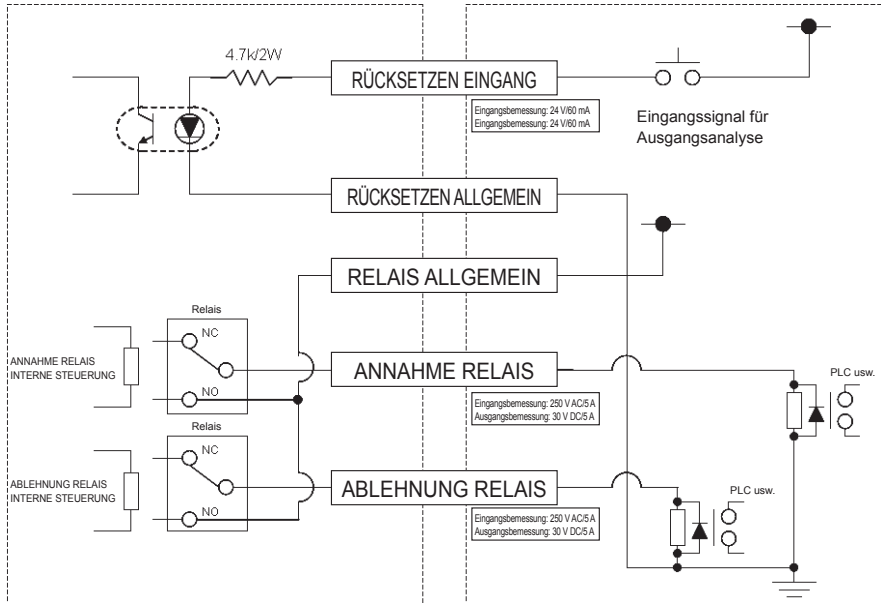 4.7k/2W
RÜCKSETZEN EINGANG
Eingangsbemessung: 24 V/60 mA
Eingangsbemessung: 24 V/60 mA
Eingangssignal für
Ausgangsanalyse
RÜCKSETZEN ALLGEMEIN
RELAIS ALLGEMEIN
Relais
NC
NO
ANNAHME RELAIS
INTERNE STEUERUNG
ANNAHME RELAIS
Eingangsbemessung: 250 V AC/5 A
Ausgangsbemessung: 30 V DC/5 A
PLC usw.
Relais
NC
NO
ABLEHNUNG RELAIS
INTERNE STEUERUNG
ABLEHNUNG RELAIS
Eingangsbemessung: 250 V AC/5 A
Ausgangsbemessung: 30 V DC/5 A
PLC usw.